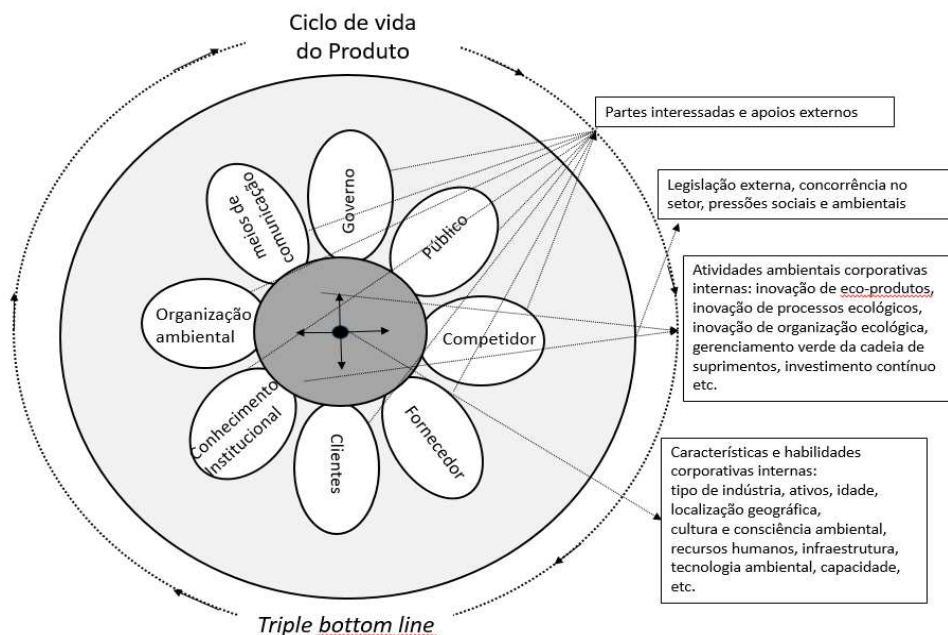 Ciclo de vida
do Produto
Partes interessadas e apoios externos
Legislação externa, concorrência no
setor, pressões sociais e ambientais
Atividades ambientais corporativas
internas: inovação de eco-produtos,
inovação de processos ecológicos,
inovação de organização ecológica,
gerenciamento verde da cadeia de
suprimentos, investimento contínuo
etc.
Características e habilidades
corporativas internas:
tipo de indústria, ativos, idade,
localização geográfica,
cultura e consciência ambiental,
recursos humanos, infraestrutura,
tecnologia ambiental, capacidade,
etc.
meios de
comunicação
Governo
Público
Organização
ambiental
Competidor
Conhecimento
Institucional
Clientes
Fornecedor
Triple bottom line